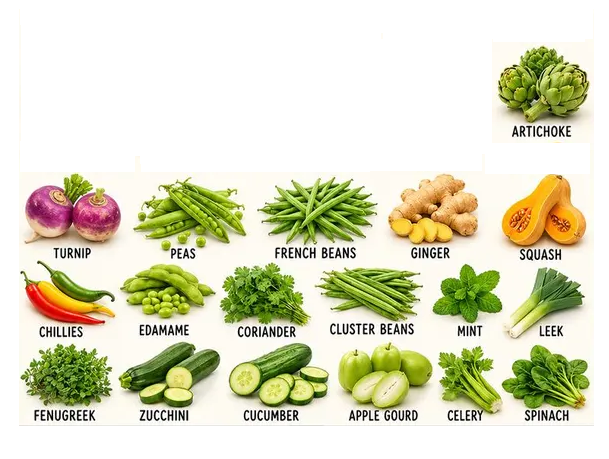 ARTICHOKE
TURNIP
PEAS
FRENCH BEANS
GINGER
SQUASH
CHILLIES
EDAMAME
CORIANDER
CLUSTER BEANS
MINT
LEEK
FENUGREEK
ZUCCHINI
CUCUMBER
APPLE GOURD
CELERY
SPINACH